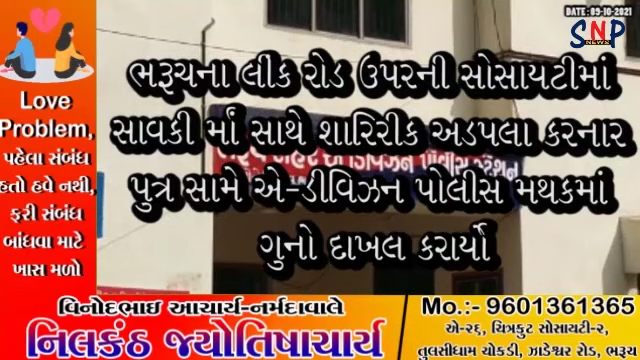 DATE : 09-10-2021
SNP
NEWS
ભરૂચના લીંક રોડ ઉપરની સોસાયટીમાં
સાવકી માઁ સાથે શારિરીક અડપલા કરનાર
પુત્ર સામે એ-ડીવિઝન પોલીસ મથકમાં
ગુનો દાખલ કરાર્યો
Love
Problem,
પહેલા સંબંધ
હતો હવે નથી,
ફરી સંબંધ
બાંધવા માટે
ખાસ મળો
વિનોદભાઇ આચાર્ય-નર્મદાવાલે
નિલકંઠ જ્યોતિષાચાર્ય
Mo.:- 9601361365
એ-૨૬, ચિત્રકુટ સોસાયટી-૨,
તુલસીધામ ચોકડી, ઝાડેશ્વર રોડ, ભરૂચ